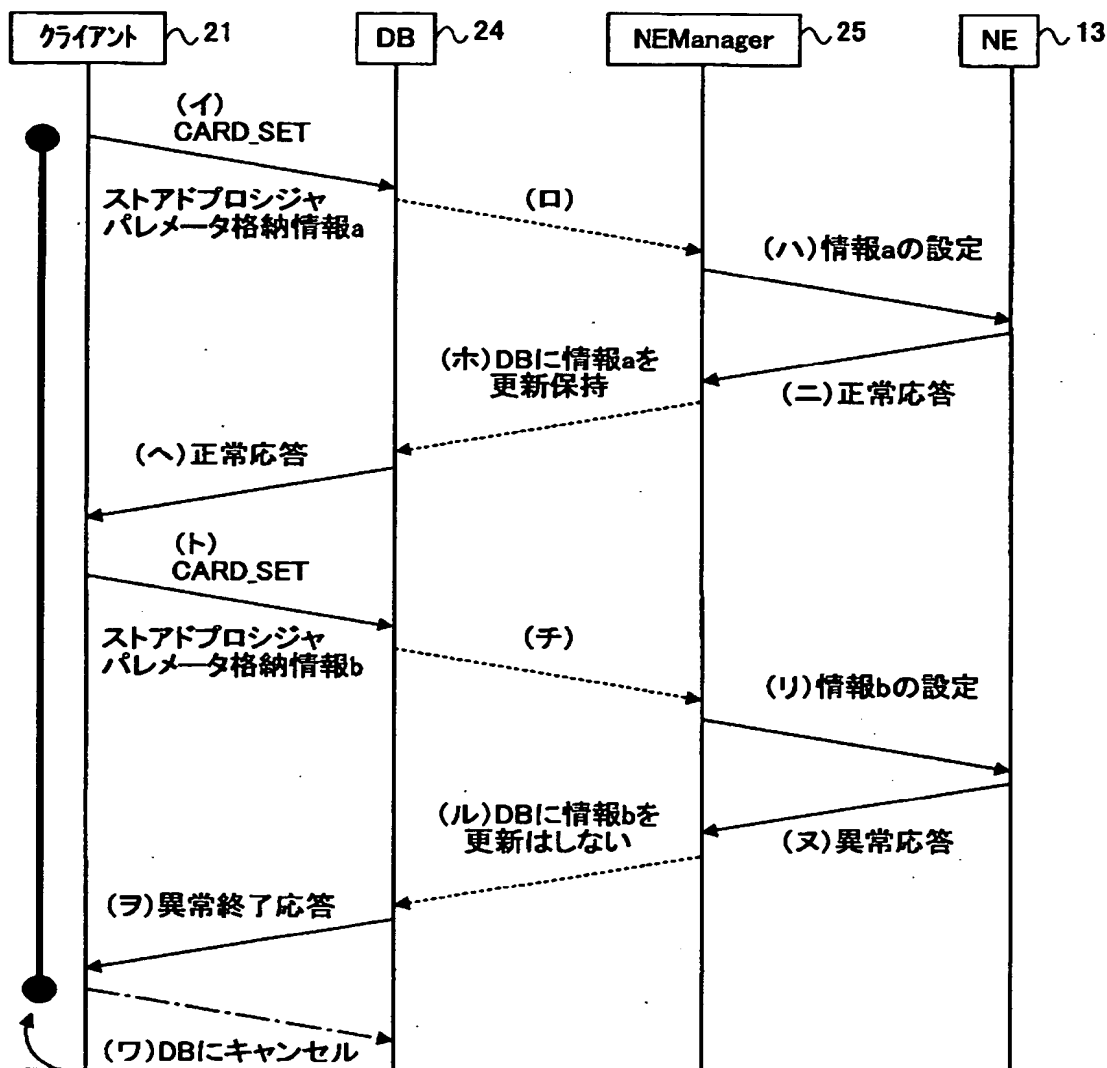 クライアント 21
DB 24
NEManager 25
NE 13
(イ)
CARD_SET
ストアドプロシジャ
パレメータ格納情報a
(ロ)
(ハ)情報aの設定
(ニ)正常応答
(ホ)DBに情報aを
更新保持
(ヘ)正常応答
(ト)
CARD_SET
ストアドプロシジャ
パレメータ格納情報b
(チ)
(リ)情報bの設定
(ヌ)異常応答
(ル)DBに情報bを
更新はしない
(ヲ)異常終了応答
(ワ)DBにキャンセル